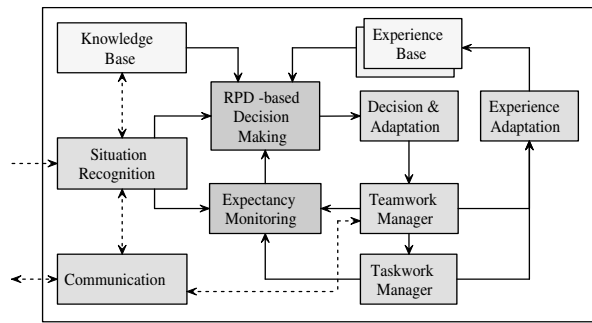 Knowledge
Base
Experience
Base
RPD -based
Decision
Making
Decision &
Adaptation
Experience
Adaptation
Situation
Recognition
Expectancy
Monitoring
Teamwork
Manager
Communication
Taskwork
Manager